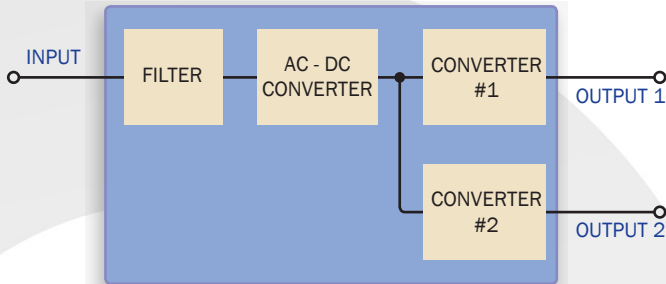 INPUT
FILTER
AC - DC
CONVERTER
CONVERTER
#1
OUTPUT 1
CONVERTER
#2
OUTPUT 2